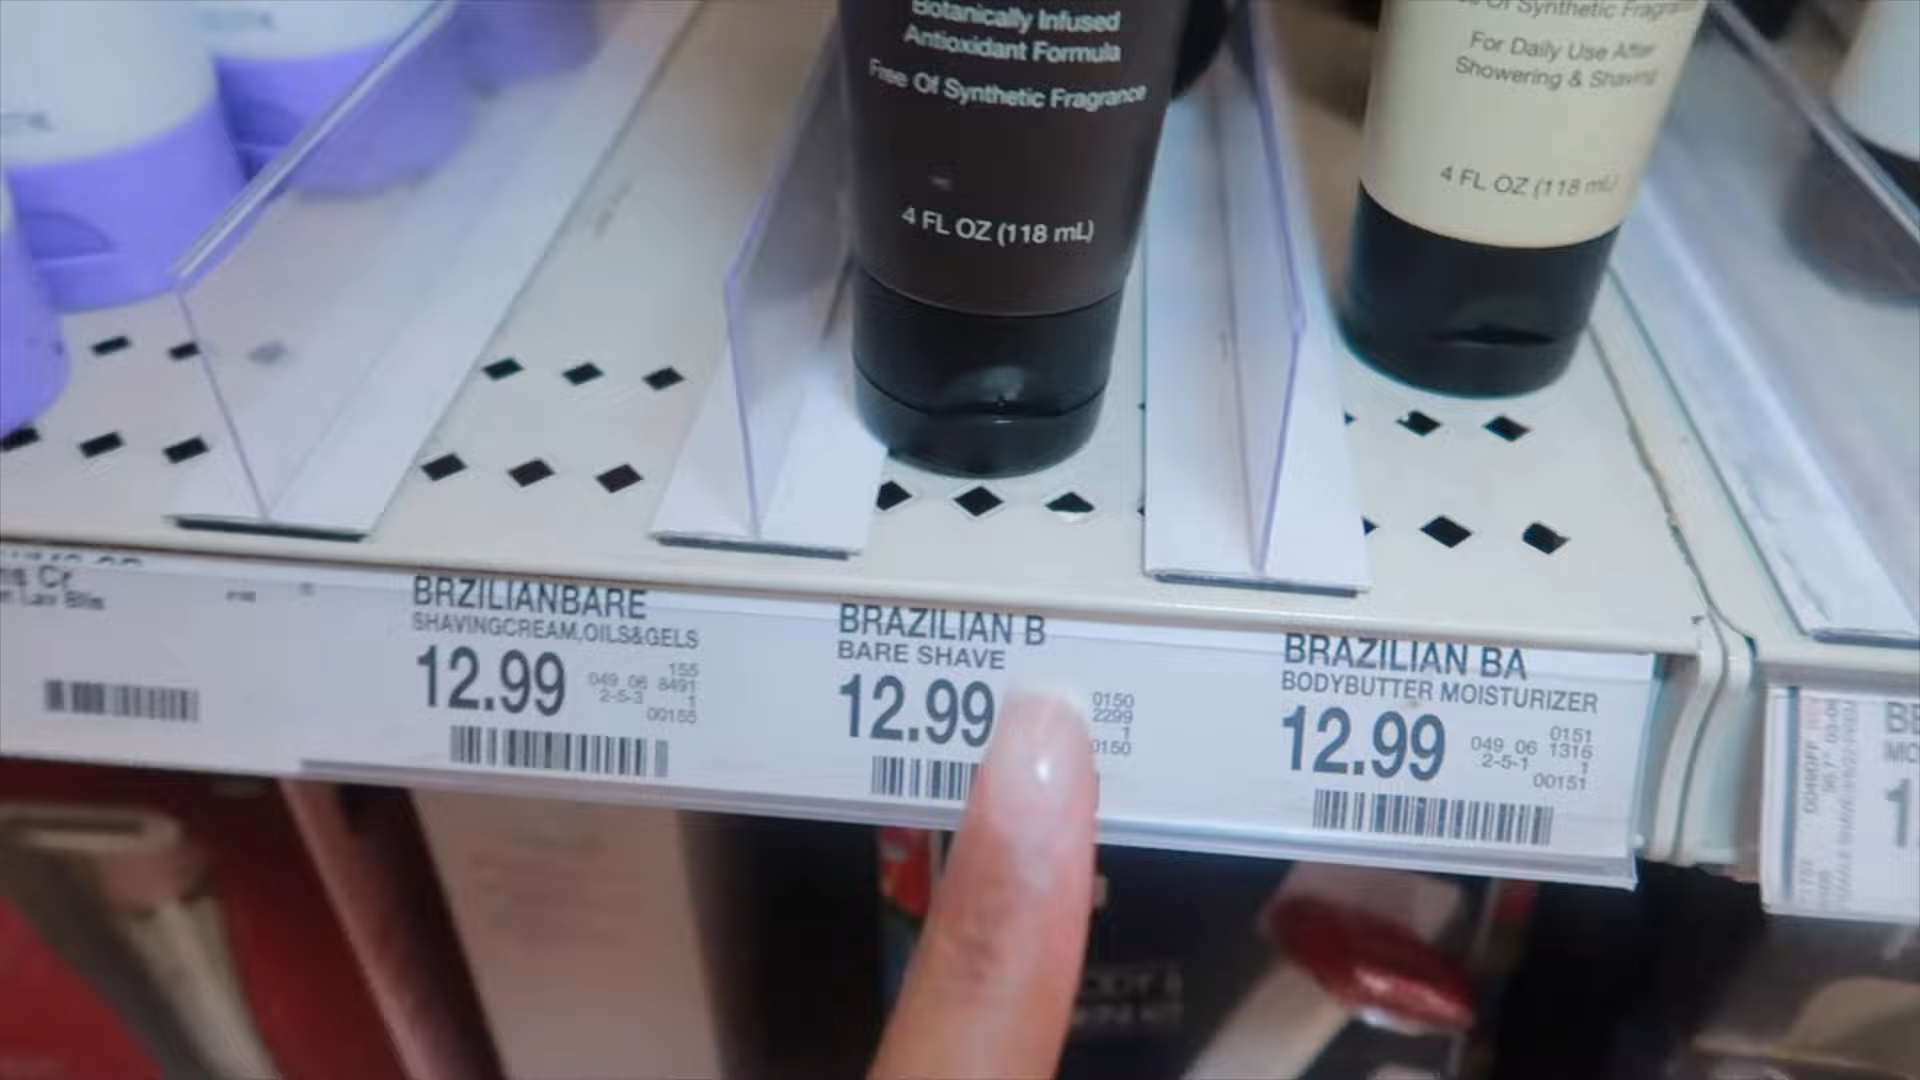 Botanically Infused
Antioxidant Formula
Free Of Synthetic Fragrance
4 FL OZ (118 mL)
Of Synthetic Fragrance
For Daily Use After
Showering & Shaving
4 FL OZ (118 mL)
BRZILIANBARE
SHAVINGCREAM,OILS&GELS
12.99
155
049 06 8491
2-5-3 1
00155
BRAZILIAN B
BARE SHAVE
12.99
0150
2299
1
0150
BRAZILIAN BA
BODYBUTTER MOISTURIZER
12.99
0151
049 06 1316
2-5-1 1
00151